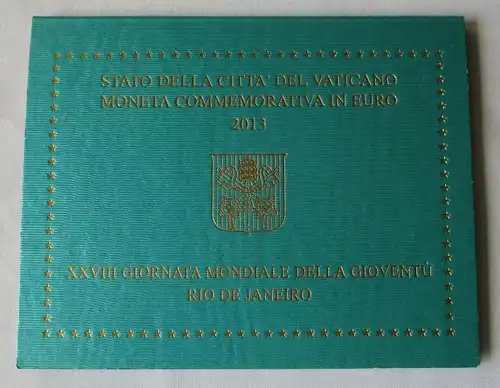 STATO DELLA CITTA' DEL VATICANO
MONETA COMMEMORATIVA IN EURO
2013
XXVIII GIORNATA MONDIALE DELLA GIOVENTÙ
RIO DE JANEIRO